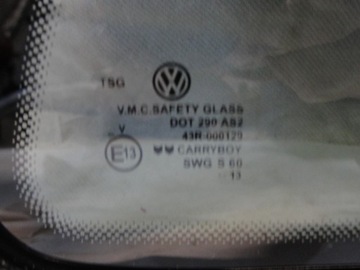 TSG
V.M.C. SAFETY GLASS
DOT 290 AS2
43R-000129
V
E13
CARRYBOY
SWG S 60
13